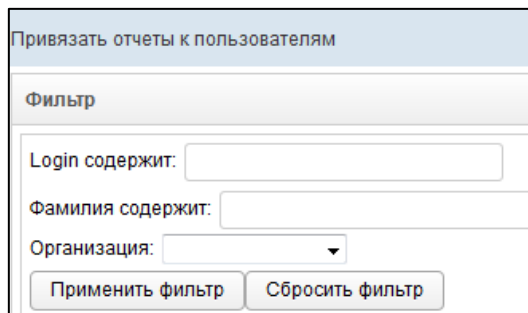 Привязать отчеты к пользователям
Фильтр
Login содержит:
Фамилия содержит:
Организация:
Применить фильтр Сбросить фильтр